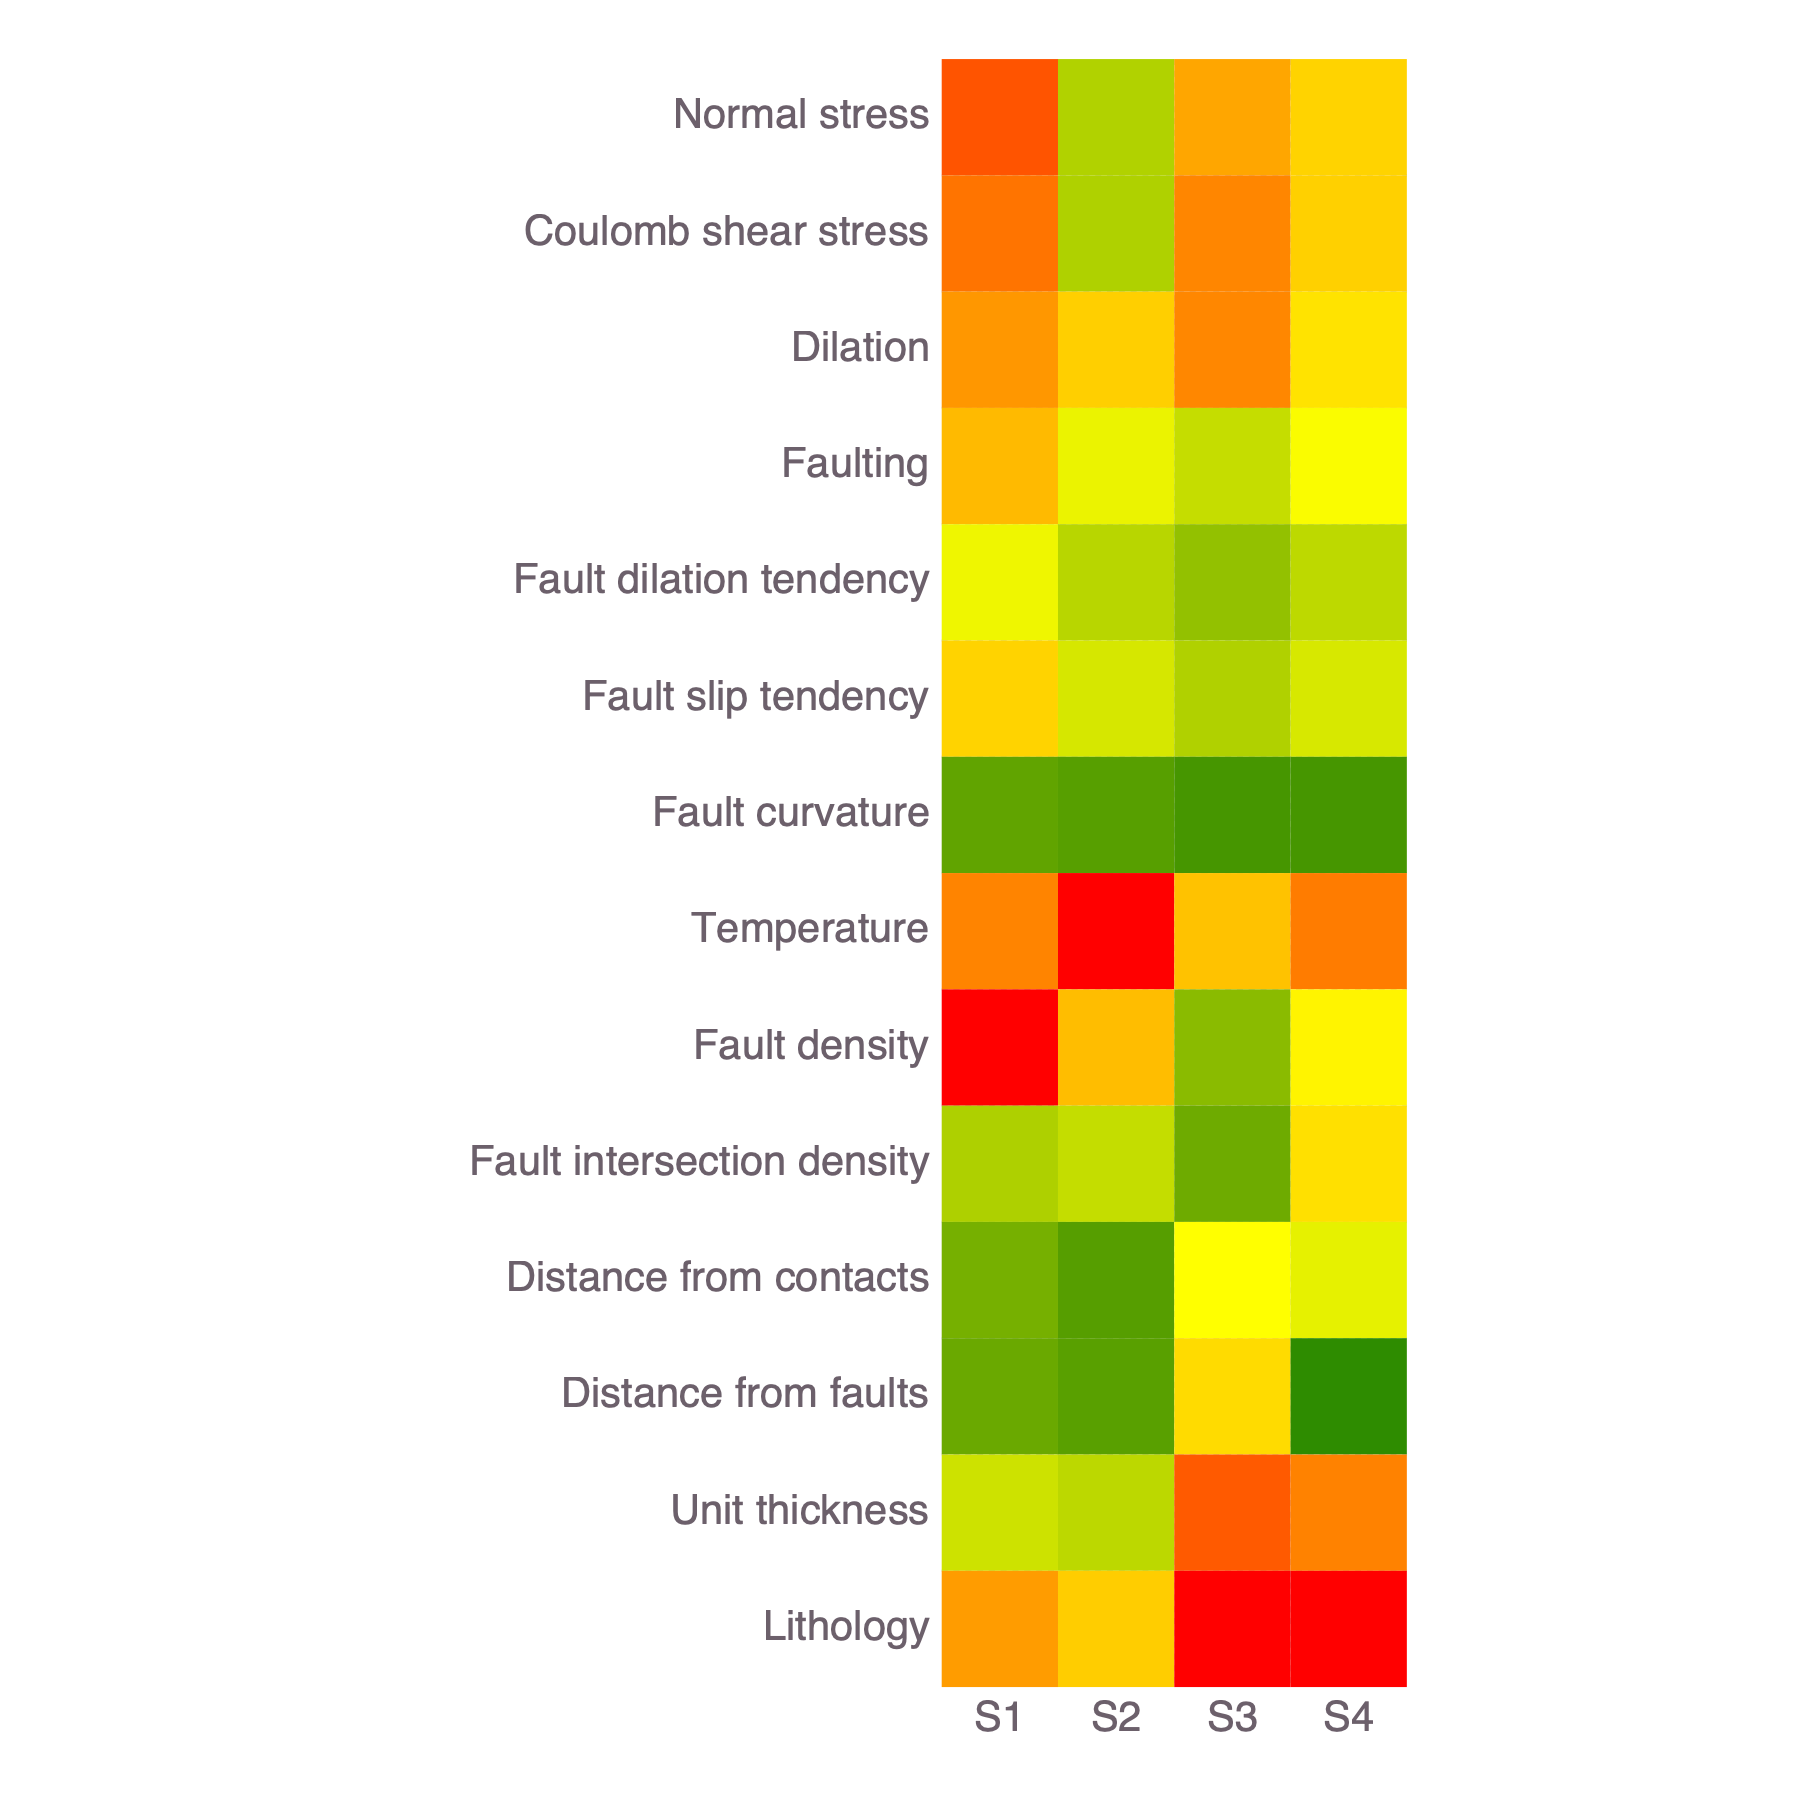 Normal stress
Coulomb shear stress
Dilation
Faulting
Fault dilation tendency
Fault slip tendency
Fault curvature
Temperature
Fault density
Fault intersection density
Distance from contacts
Distance from faults
Unit thickness
Lithology
S1 S2 S3 S4